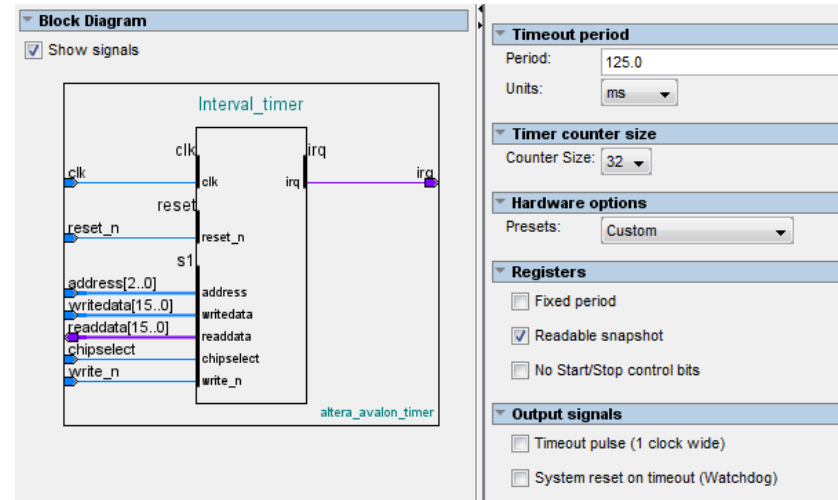 Block Diagram
Show signals
Interval_timer
clk
irq
clk
clk
irq
irq
reset
reset_n
reset_n
s1
address[2..0]
address
writedata[15..0]
writedata
readdata[15..0]
readdata
chipselect
chipselect
write_n
write_n
altera_avalon_timer
Timeout period
Period: 125.0
Units: ms
Timer counter size
Counter Size: 32
Hardware options
Presets: Custom
Registers
Fixed period
Readable snapshot
No Start/Stop control bits
Output signals
Timeout pulse (1 clock wide)
System reset on timeout (Watchdog)